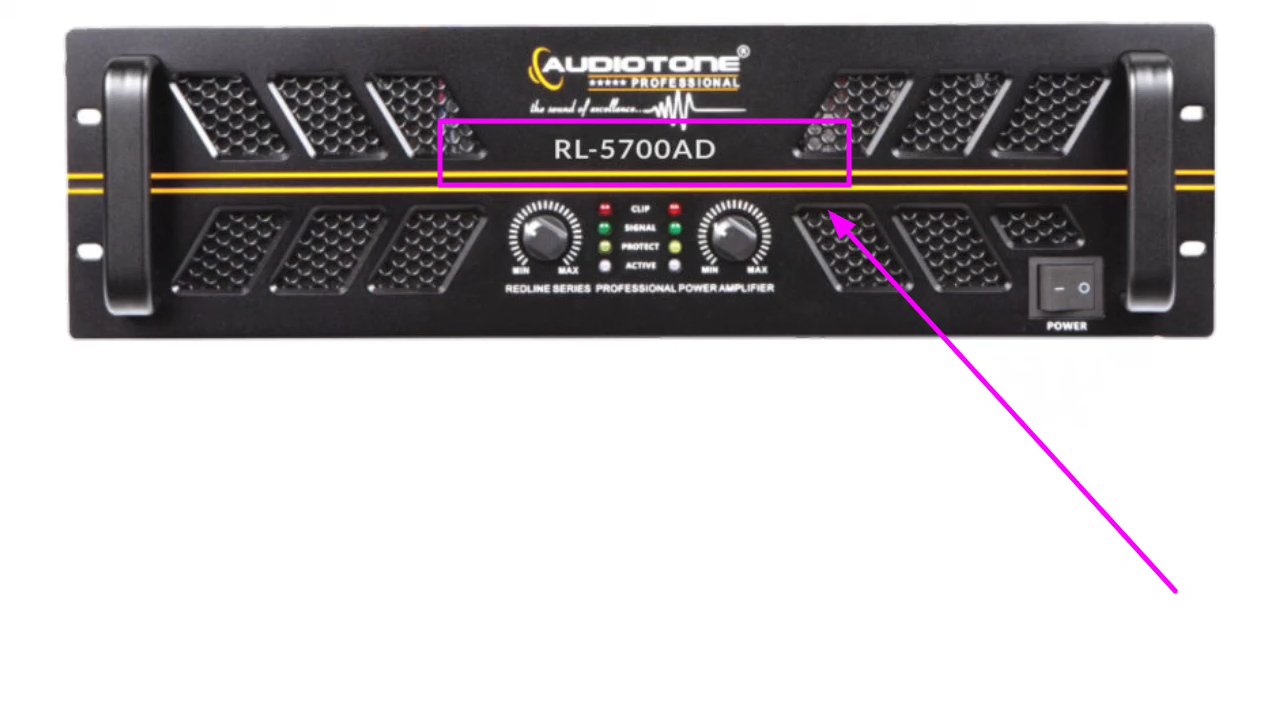 AUDIOTONE®
★★★★★ PROFESSIONAL
the sound of excellence...
RL-5700AD
CLIP
SIGNAL
PROTECT
ACTIVE
MIN MAX MIN MAX
REDLINE SERIES PROFESSIONAL POWER AMPLIFIER
POWER